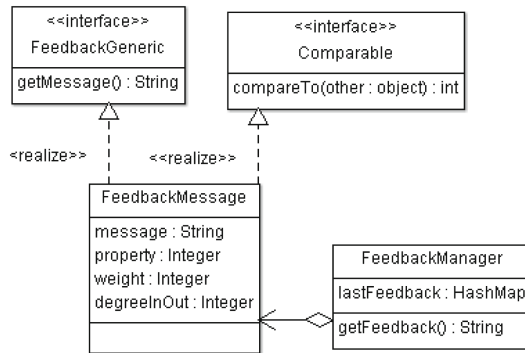 <<interface>>
FeedbackGeneric
getMessage() : String
<<interface>>
Comparable
compareTo(other : object) : int
<realize>>
<<realize>>
FeedbackMessage
message : String
property : Integer
weight : Integer
degreeInOut : Integer
FeedbackManager
lastFeedback : HashMap
getFeedback() : String